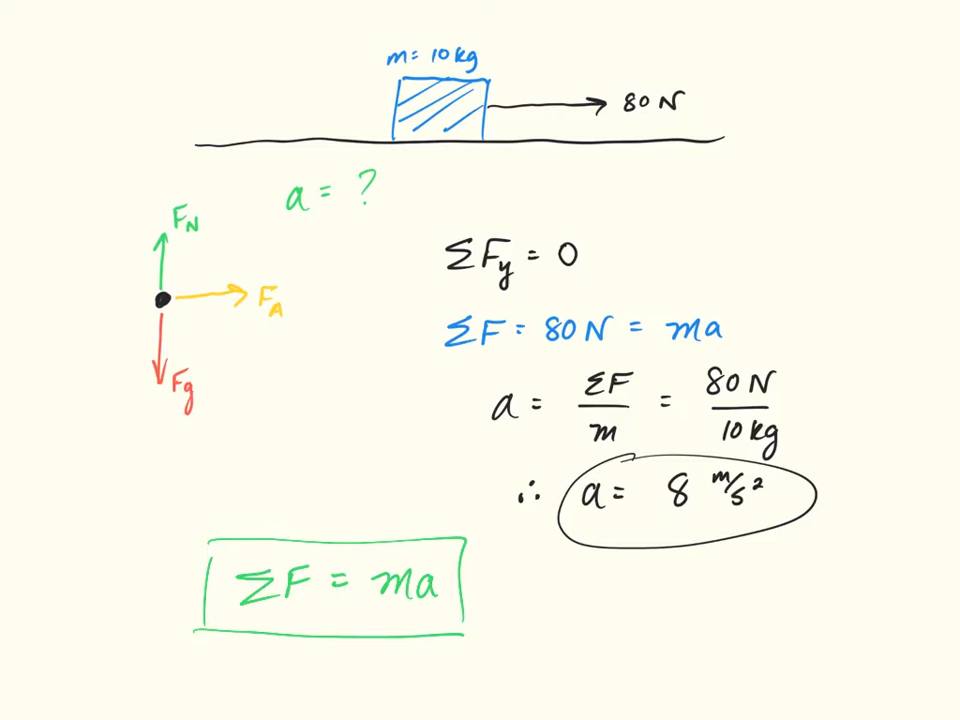 m = 10 kg
80 N
a = ?
F_N
F_A
F_g
ΣF_y = 0
ΣF = 80 N = ma
a = ΣF/m = 80 N/10 kg
∴ a = 8 m/s²
ΣF = ma